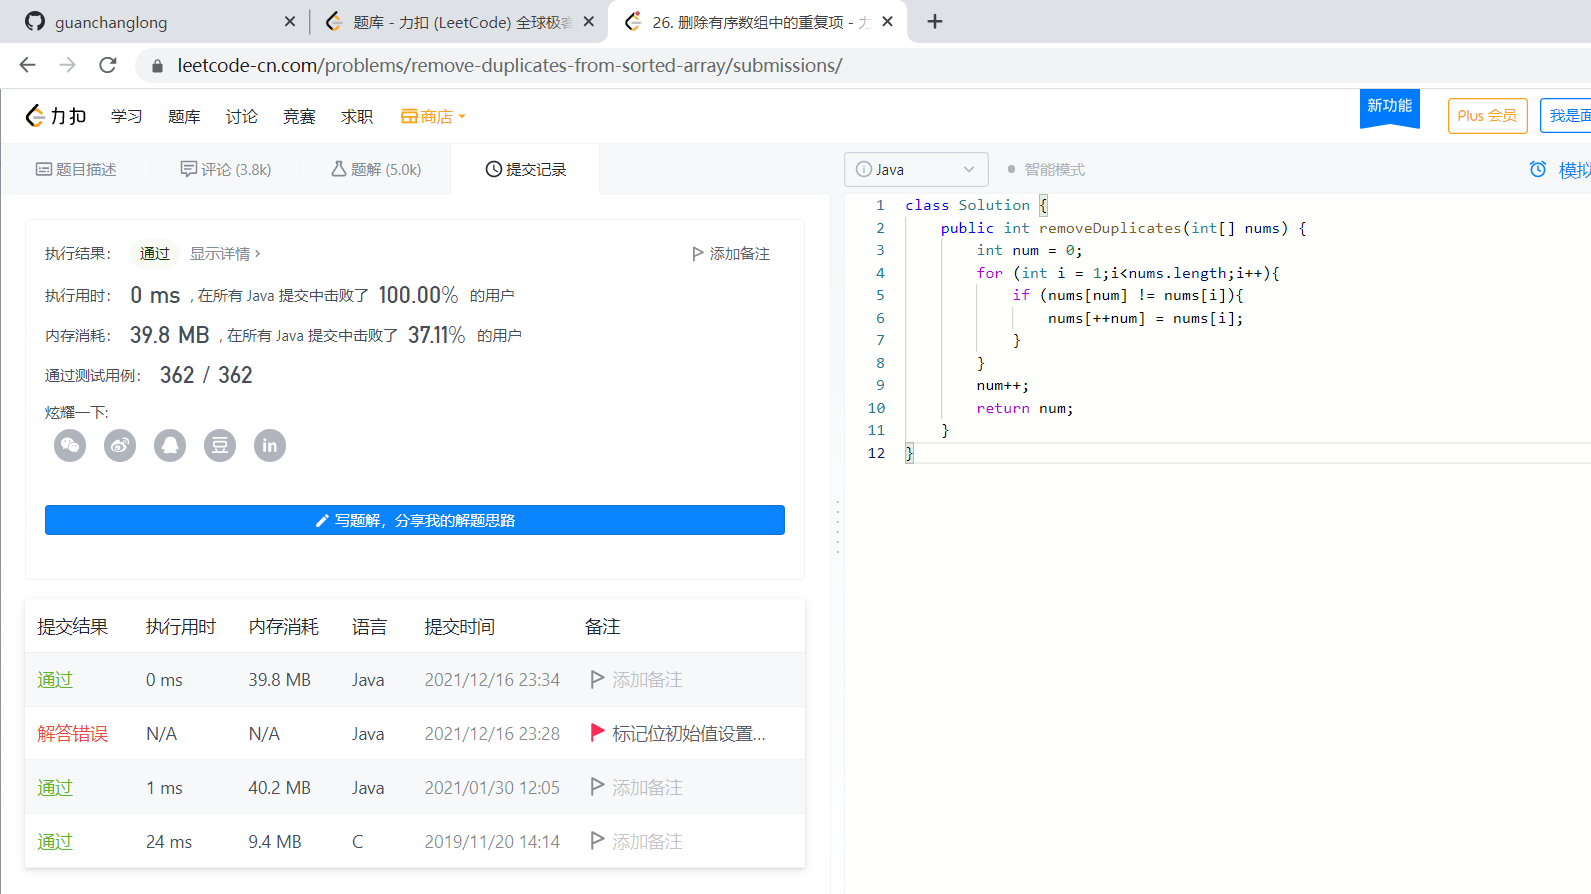 guanchanglong
题库 - 力扣 (LeetCode) 全球极客
26. 删除有序数组中的重复项 - 力
leetcode-cn.com/problems/remove-duplicates-from-sorted-array/submissions/
力扣 学习 题库 讨论 竞赛 求职 商店
新功能
Plus 会员
我是面
题目描述
评论 (3.8k)
题解 (5.0k)
提交记录
执行结果： 通过 显示详情 › 添加备注
执行用时： 0 ms , 在所有 Java 提交中击败了 100.00% 的用户
内存消耗： 39.8 MB , 在所有 Java 提交中击败了 37.11% 的用户
通过测试用例： 362 / 362
炫耀一下:
豆 in
写题解，分享我的解题思路
提交结果 执行用时 内存消耗 语言 提交时间 备注
通过 0 ms 39.8 MB Java 2021/12/16 23:34 添加备注
解答错误 N/A N/A Java 2021/12/16 23:28 标记位初始值设置...
通过 1 ms 40.2 MB Java 2021/01/30 12:05 添加备注
通过 24 ms 9.4 MB C 2019/11/20 14:14 添加备注
Java
智能模式
模拟
1 class Solution {
2 public int removeDuplicates(int[] nums) {
3 int num = 0;
4 for (int i = 1;i<nums.length;i++){
5 if (nums[num] != nums[i]){
6 nums[++num] = nums[i];
7 }
8 }
9 num++;
10 return num;
11 }
12 }